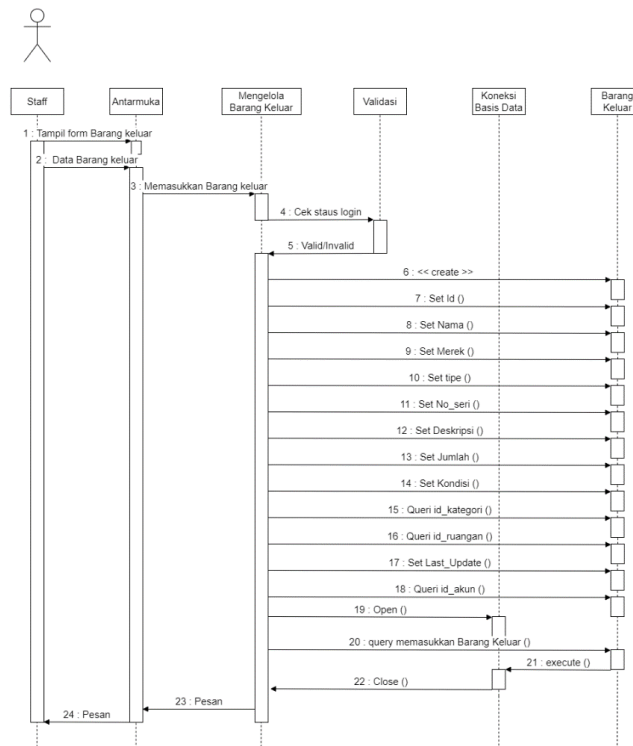 Staff
Antarmuka
Mengelola
Barang Keluar
Validasi
Koneksi
Basis Data
Barang
Keluar
1 : Tampil form Barang keluar
2 : Data Barang keluar
3 : Memasukkan Barang keluar
4 : Cek staus login
5 : Valid/Invalid
6 : << create >>
7 : Set Id ()
8 : Set Nama ()
9 : Set Merek ()
10 : Set tipe ()
11 : Set No_seri ()
12 : Set Deskripsi ()
13 : Set Jumlah ()
14 : Set Kondisi ()
15 : Queri id_kategori ()
16 : Queri id_ruangan ()
17 : Set Last_Update ()
18 : Queri id_akun ()
19 : Open ()
20 : query memasukkan Barang Keluar ()
21 : execute ()
22 : Close ()
23 : Pesan
24 : Pesan